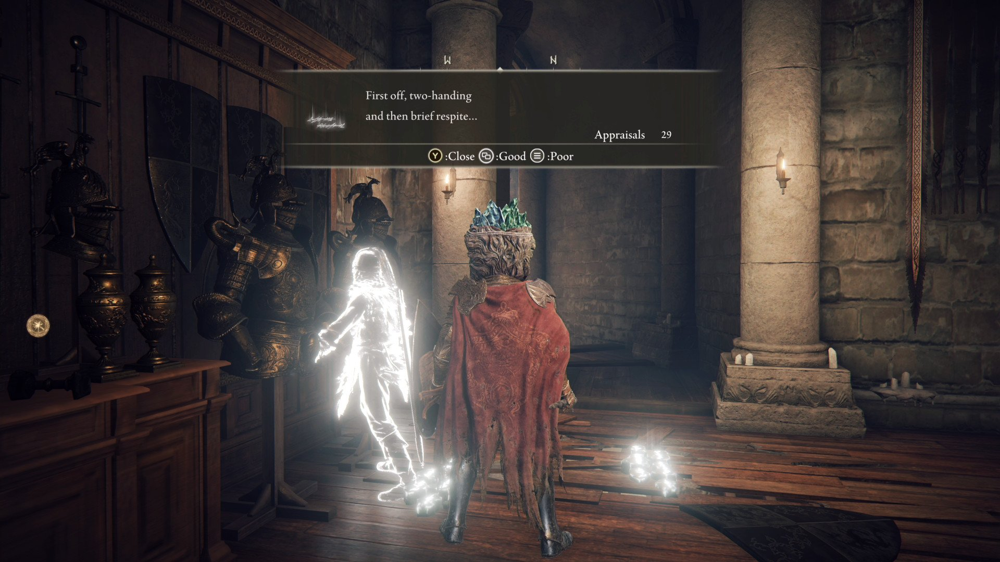 W N
First off, two-handing
and then brief respite...
Appraisals 29
Y :Close :Good :Poor